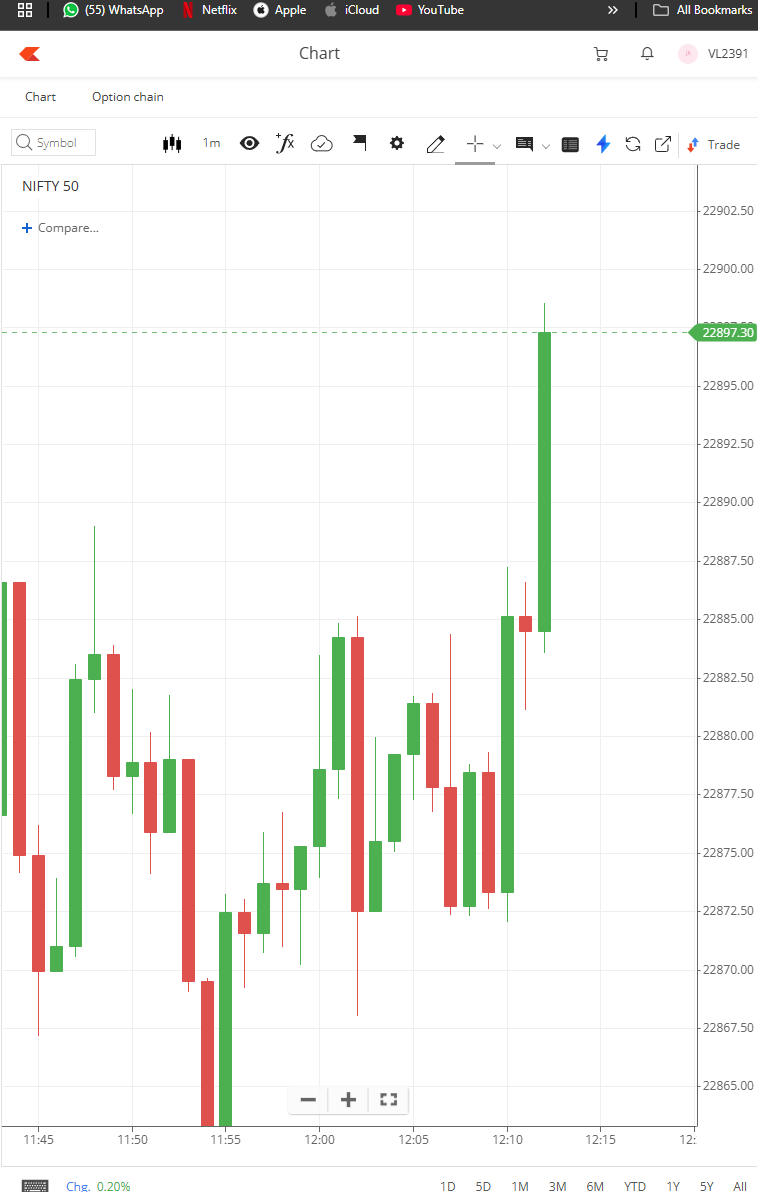 (55) WhatsApp Netflix Apple iCloud YouTube » All Bookmarks
Chart VL2391
Chart Option chain
Symbol 1m fx Trade
NIFTY 50
+ Compare...
22902.50
22900.00
22897.30
22895.00
22892.50
22890.00
22887.50
22885.00
22882.50
22880.00
22877.50
22875.00
22872.50
22870.00
22867.50
22865.00
11:45 11:50 11:55 12:00 12:05 12:10 12:15 12:
Chg. 0.20% 1D 5D 1M 3M 6M YTD 1Y 5Y All